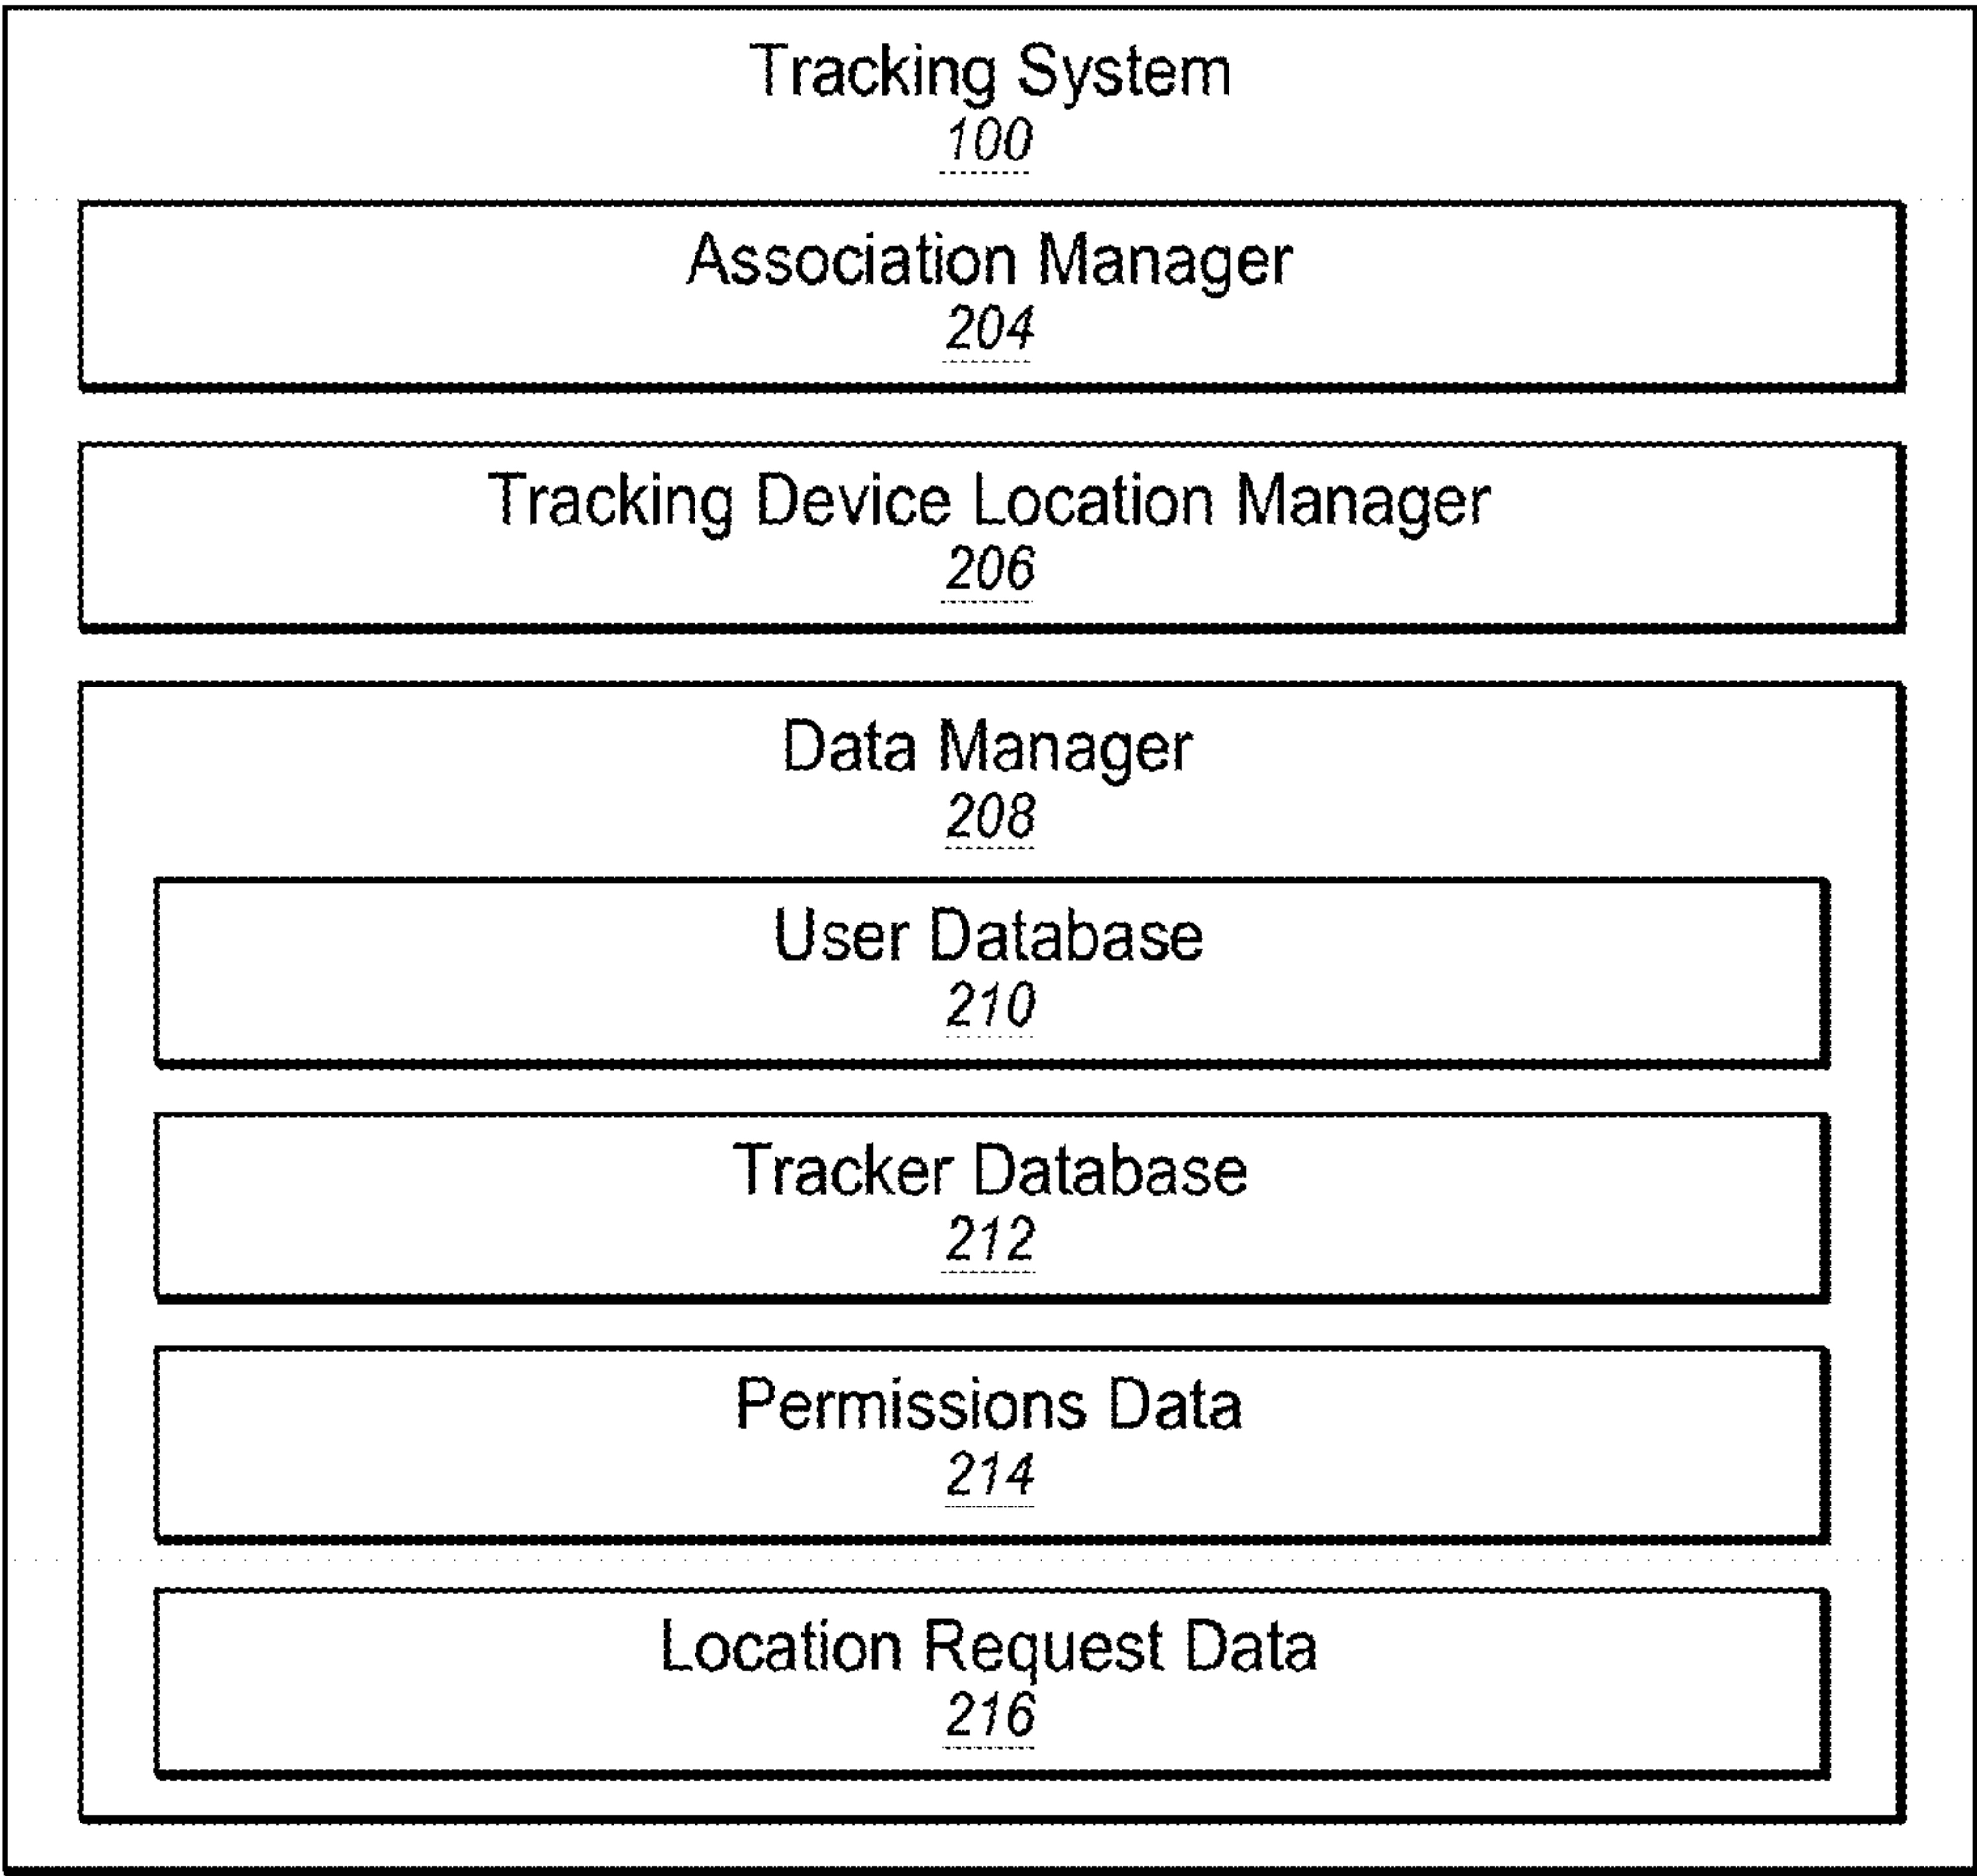 Tracking System
100
Association Manager
204
Tracking Device Location Manager
206
Data Manager
208
User Database
210
Tracker Database
212
Permissions Data
214
Location Request Data
216